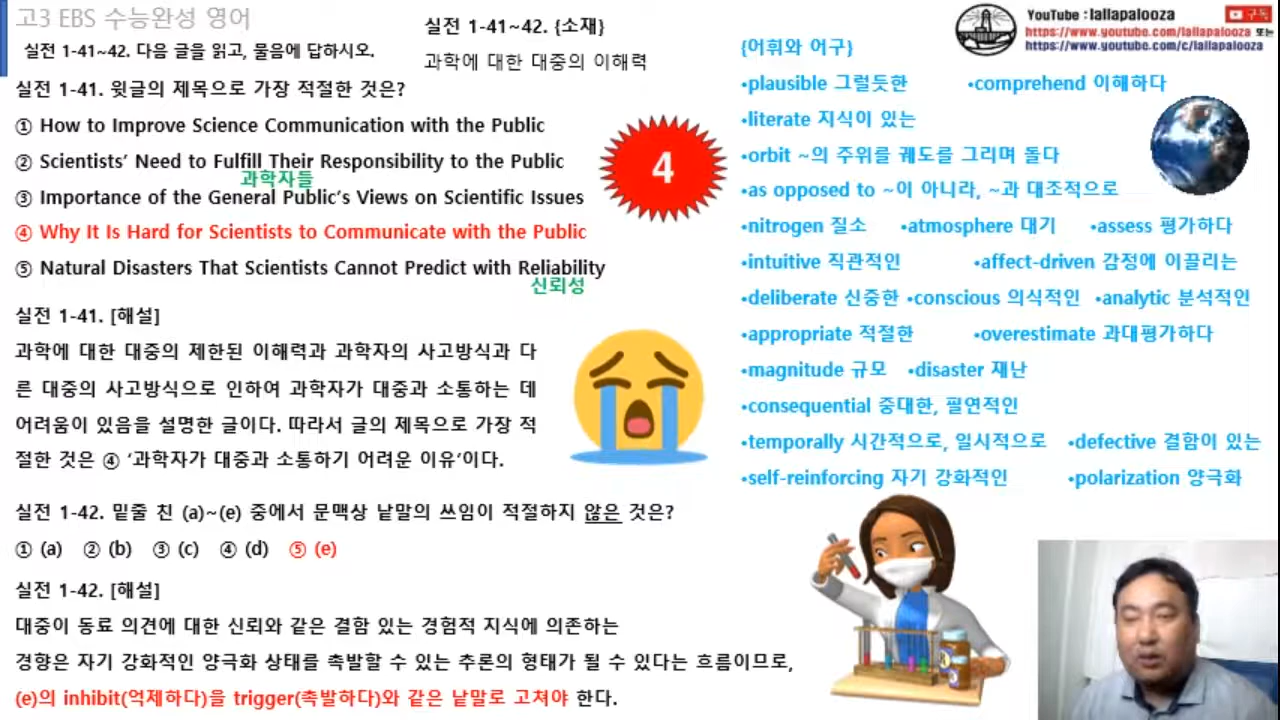 고3 EBS 수능완성 영어
실전 1-41~42. 다음 글을 읽고, 물음에 답하시오.
실전 1-41. 윗글의 제목으로 가장 적절한 것은?
① How to Improve Science Communication with the Public
② Scientists’ Need to Fulfill Their Responsibility to the Public
과학자들
③ Importance of the General Public’s Views on Scientific Issues
④ Why It Is Hard for Scientists to Communicate with the Public
⑤ Natural Disasters That Scientists Cannot Predict with Reliability
신뢰성
4
실전 1-41. [해설]
과학에 대한 대중의 제한된 이해력과 과학자의 사고방식과 다
른 대중의 사고방식으로 인하여 과학자가 대중과 소통하는 데
어려움이 있음을 설명한 글이다. 따라서 글의 제목으로 가장 적
절한 것은 ④ ‘과학자가 대중과 소통하기 어려운 이유’이다.
실전 1-42. 밑줄 친 (a)~(e) 중에서 문맥상 낱말의 쓰임이 적절하지 않은 것은?
① (a) ② (b) ③ (c) ④ (d) ⑤ (e)
실전 1-42. [해설]
대중이 동료 의견에 대한 신뢰와 같은 결함 있는 경험적 지식에 의존하는
경향은 자기 강화적인 양극화 상태를 촉발할 수 있는 추론의 형태가 될 수 있다는 흐름이므로,
(e)의 inhibit(억제하다)을 trigger(촉발하다)와 같은 낱말로 고쳐야 한다.
실전 1-41~42. {소재}
과학에 대한 대중의 이해력
YouTube : lallapalooza
구독
https://www.youtube.com/lallapalooza 또는
https://www.youtube.com/c/lallapalooza
{어휘와 어구}
•plausible 그럴듯한 •comprehend 이해하다
•literate 지식이 있는
•orbit ~의 주위를 궤도를 그리며 돌다
•as opposed to ~이 아니라, ~과 대조적으로
•nitrogen 질소 •atmosphere 대기 •assess 평가하다
•intuitive 직관적인 •affect-driven 감정에 이끌리는
•deliberate 신중한 •conscious 의식적인 •analytic 분석적인
•appropriate 적절한 •overestimate 과대평가하다
•magnitude 규모 •disaster 재난
•consequential 중대한, 필연적인
•temporally 시간적으로, 일시적으로 •defective 결함이 있는
•self-reinforcing 자기 강화적인 •polarization 양극화